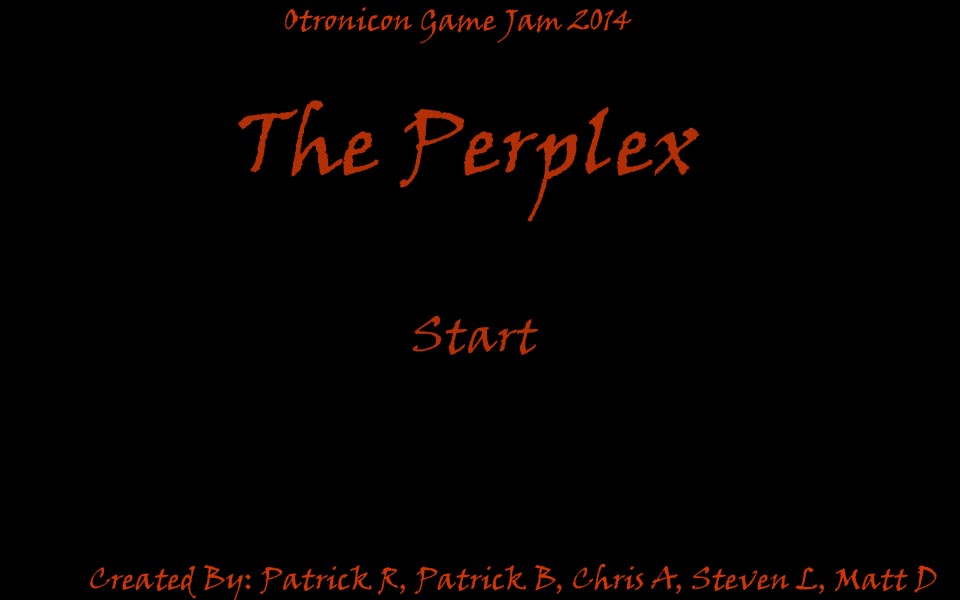 Otronicon Game Jam 2014
The Perplex
Start
Created By: Patrick R, Patrick B, Chris A, Steven L, Matt D